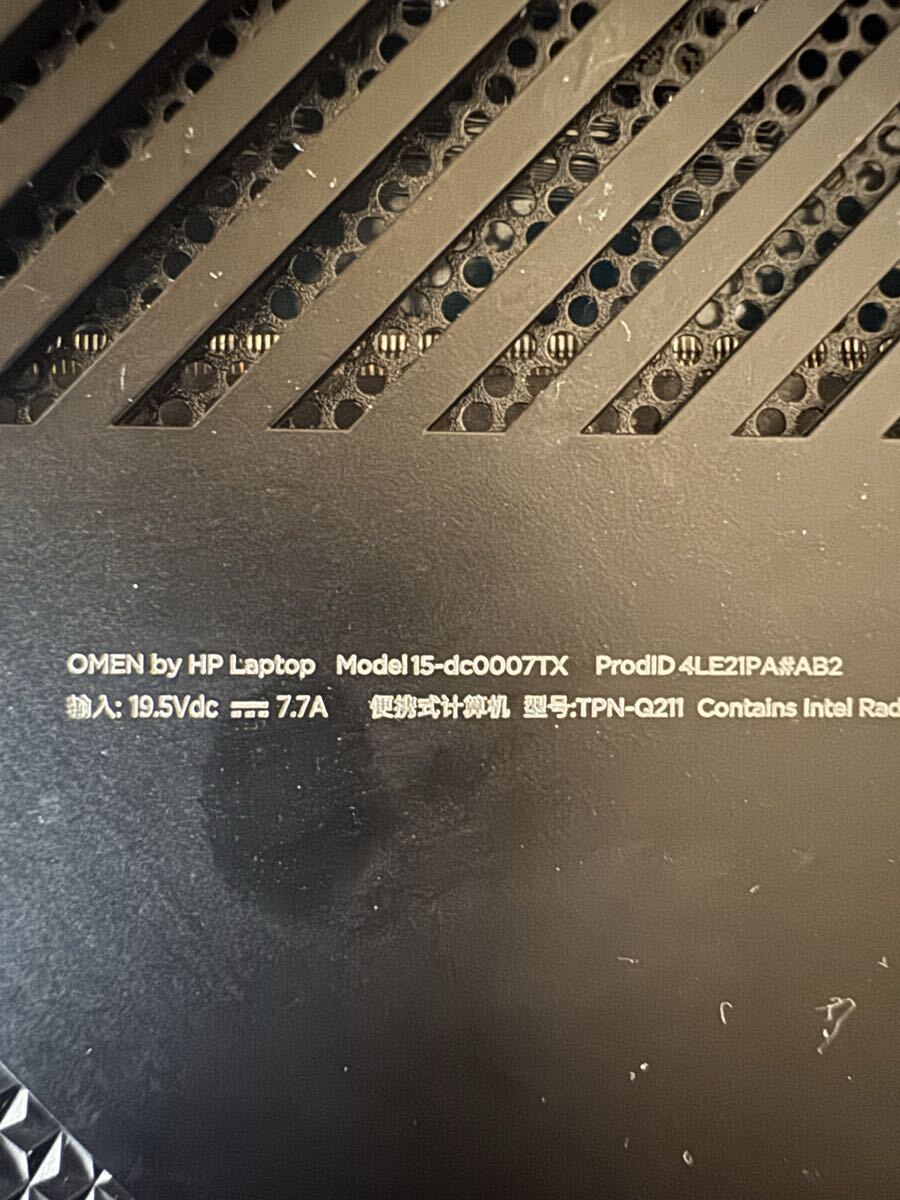 OMEN by HP Laptop Model 15-dc0007TX ProdID 4LE21PA#AB2
输入: 19.5Vdc ⎓ 7.7A 便携式计算机 型号:TPN-Q211 Contains Intel Rad